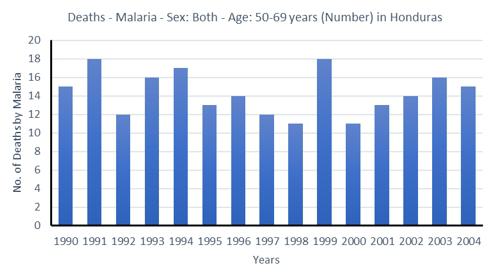 Deaths - Malaria - Sex: Both - Age: 50-69 years (Number) in Honduras
20
18
16
14
12
10
8
6
4
2
0
No. of Deaths by Malaria
1990 1991 1992 1993 1994 1995 1996 1997 1998 1999 2000 2001 2002 2003 2004
Years